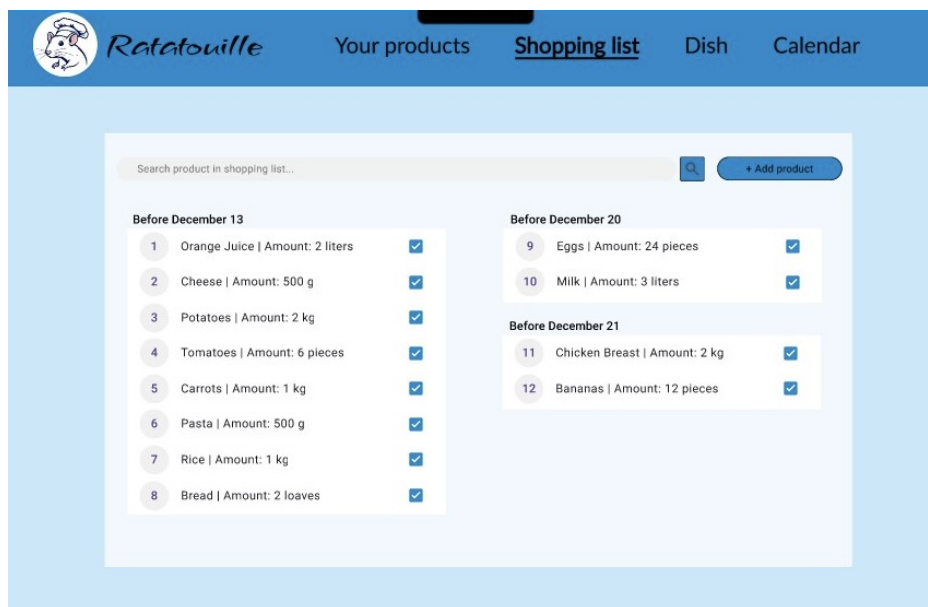 Ratatouille
Your products
Shopping list
Dish
Calendar
Search product in shopping list...
+ Add product
Before December 13
1 Orange Juice | Amount: 2 liters
2 Cheese | Amount: 500 g
3 Potatoes | Amount: 2 kg
4 Tomatoes | Amount: 6 pieces
5 Carrots | Amount: 1 kg
6 Pasta | Amount: 500 g
7 Rice | Amount: 1 kg
8 Bread | Amount: 2 loaves
Before December 20
9 Eggs | Amount: 24 pieces
10 Milk | Amount: 3 liters
Before December 21
11 Chicken Breast | Amount: 2 kg
12 Bananas | Amount: 12 pieces